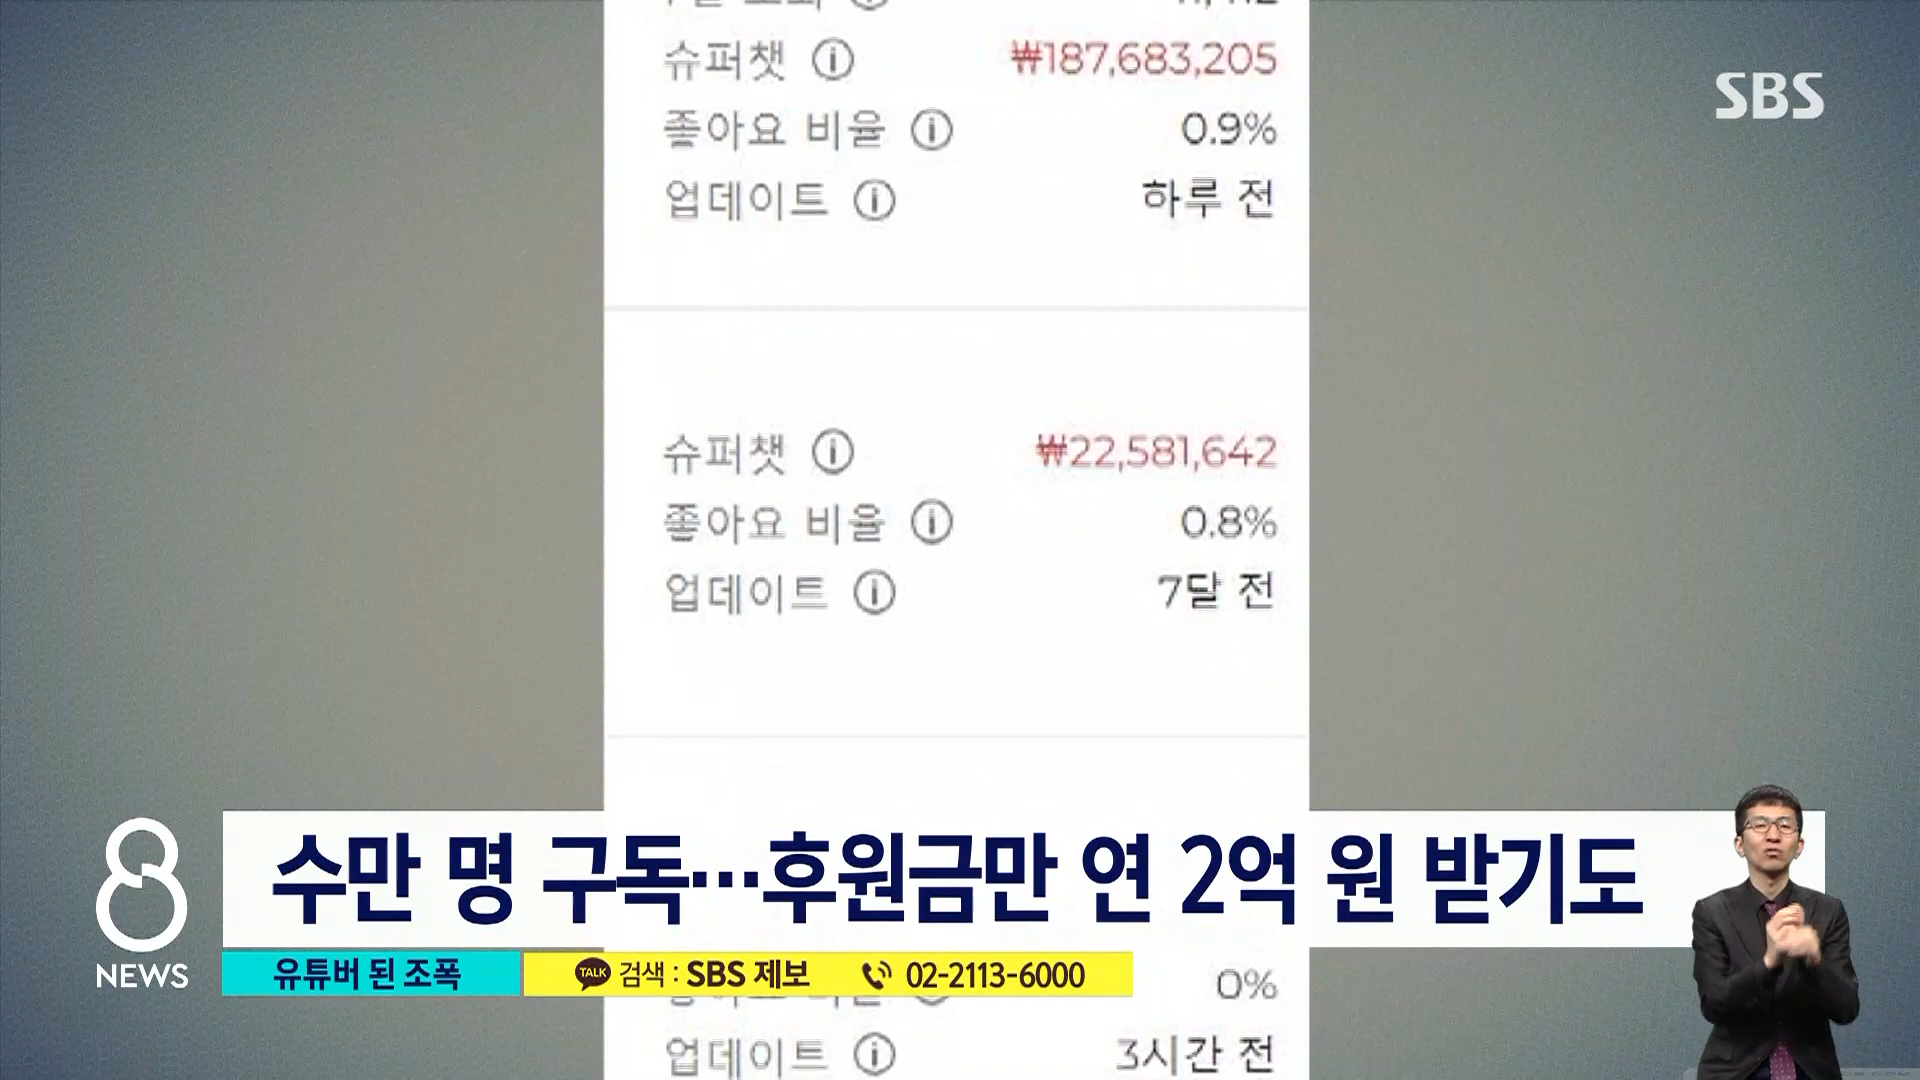 슈퍼챗 ₩187,683,205
SBS
좋아요 비율 0.9%
업데이트 하루 전
슈퍼챗 ₩22,581,642
좋아요 비율 0.8%
업데이트 7달 전
수만 명 구독…후원금만 연 2억 원 받기도
8 NEWS
유튜버 된 조폭
TALK 검색 : SBS 제보 02-2113-6000
0%
업데이트 3시간 전